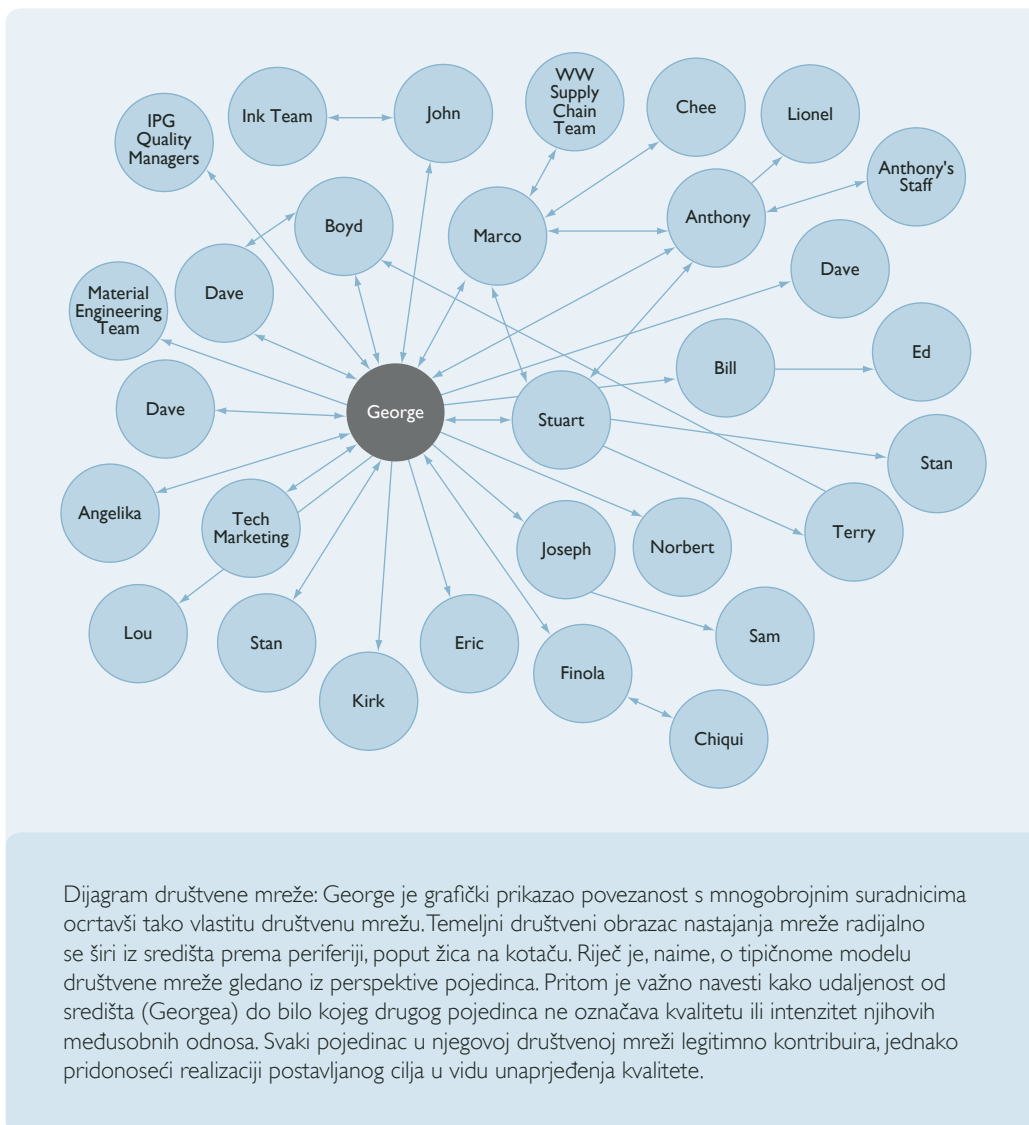 WW
Supply
Chain
Team
Chee
Lionel
IPG
Quality
Managers
Ink Team
John
Anthony's
Staff
Boyd
Marco
Anthony
Dave
Dave
Material
Engineering
Team
Bill
Ed
Dave
George
Stuart
Stan
Angelika
Tech
Marketing
Joseph
Norbert
Terry
Lou
Stan
Eric
Sam
Kirk
Finola
Chiqui
Dijagram društvene mreže: George je grafički prikazao povezanost s mnogobrojnim suradnicima
ocrtavši tako vlastitu društvenu mrežu. Temeljni društveni obrazac nastajanja mreže radijalno
se širi iz središta prema periferiji, poput žica na kotaču. Riječ je, naime, o tipičnome modelu
društvene mreže gledano iz perspektive pojedinca. Pritom je važno navesti kako udaljenost od
središta (Georgea) do bilo kojeg drugog pojedinca ne označava kvalitetu ili intenzitet njihovih
međusobnih odnosa. Svaki pojedinac u njegovoj društvenoj mreži legitimno kontribuira, jednako
pridonoseći realizaciji postavljanog cilja u vidu unaprjeđenja kvalitete.